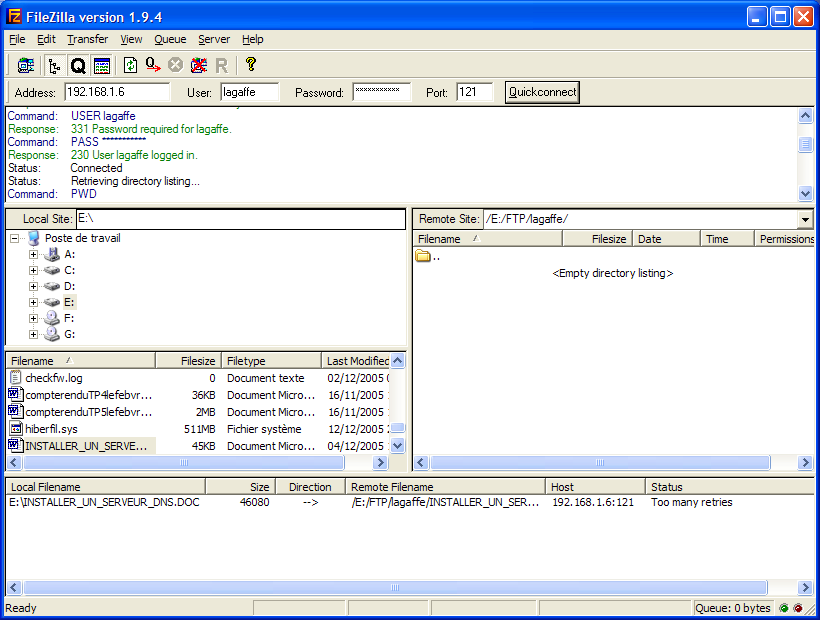 FileZilla version 1.9.4
File Edit Transfer View Queue Server Help
Address: 192.168.1.6 User: lagaffe Password: *********** Port: 121 Quickconnect
Command: USER lagaffe
Response: 331 Password required for lagaffe.
Command: PASS ***********
Response: 230 User lagaffe logged in.
Status: Connected
Status: Retrieving directory listing...
Command: PWD
Local Site: E:\
Poste de travail
A:
C:
D:
E:
F:
G:
Filename Filesize Filetype Last Modified
checkfw.log 0 Document texte 02/12/2005
compterenduTP4lefebvr... 36KB Document Micro... 16/11/2005
compterenduTP5lefebvr... 2MB Document Micro... 16/11/2005
hiberfil.sys 511MB Fichier système 12/12/2005
INSTALLER_UN_SERVE... 45KB Document Micro... 04/12/2005
Remote Site: /E:/FTP/lagaffe/
Filename Filesize Date Time Permissions
..
<Empty directory listing>
Local Filename Size Direction Remote Filename Host Status
E:\INSTALLER_UN_SERVEUR_DNS.DOC 46080 --> /E:/FTP/lagaffe/INSTALLER_UN_SER... 192.168.1.6:121 Too many retries
Ready Queue: 0 bytes